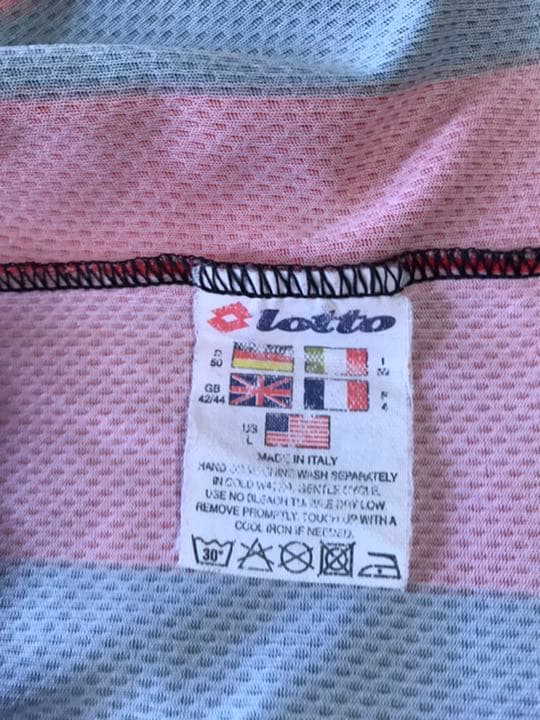 lotto
D
50
I
GB
42/44
F
US
L
MADE IN ITALY
HAND OR MACHINE WASH SEPARATELY
IN COLD WATER. GENTLE CYCLE.
USE NO BLEACH TUMBLE DRY LOW
REMOVE PROMPTLY. TOUCH UP WITH A
COOL IRON IF NEEDED.
30°